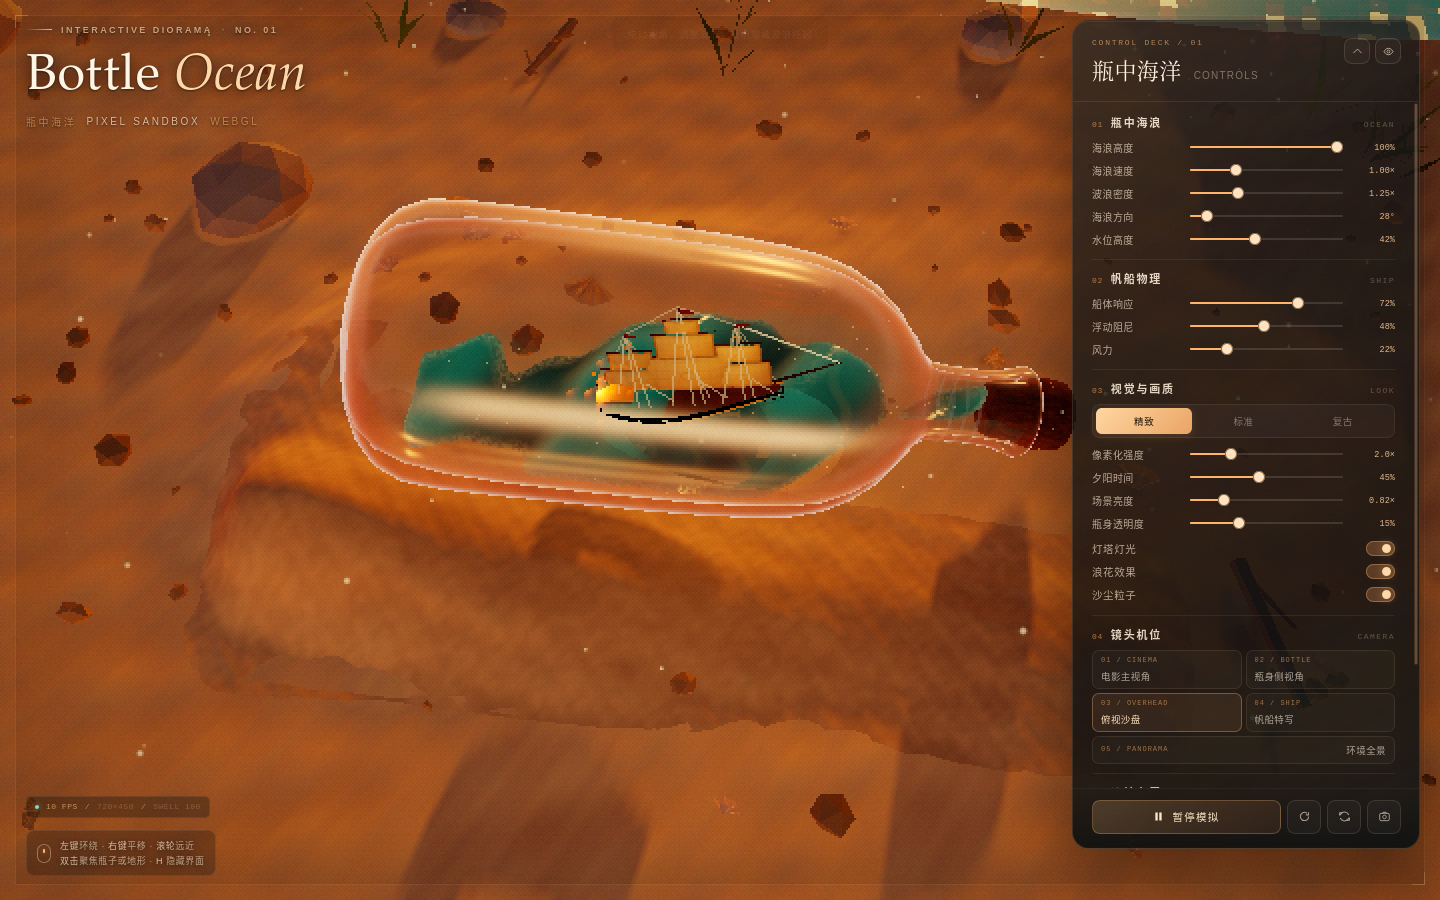 INTERACTIVE DIORAMA · NO. 01
Bottle Ocean
瓶中海洋 PIXEL SANDBOX WEBGL
CONTROL DECK / 01
瓶中海洋 CONTROLS
01 瓶中海浪 OCEAN
海浪高度 100%
海浪速度 1.00×
波浪密度 1.25×
海浪方向 28°
水位高度 42%
02 帆船物理 SHIP
船体响应 72%
浮动阻尼 48%
风力 22%
03 视觉与画质 LOOK
精致 标准 复古
像素化强度 2.0×
夕阳时间 45%
场景亮度 0.82×
瓶身透明度 15%
灯塔灯光
浪花效果
沙尘粒子
04 镜头机位 CAMERA
01 / CINEMA
电影主视角
02 / BOTTLE
瓶身侧视角
03 / OVERHEAD
俯视沙盘
04 / SHIP
帆船特写
05 / PANORAMA 环境全景
暂停模拟
10 FPS / 720×450 / SWELL 100
左键环绕 · 右键平移 · 滚轮远近
双击聚焦瓶子或地形 · H 隐藏界面